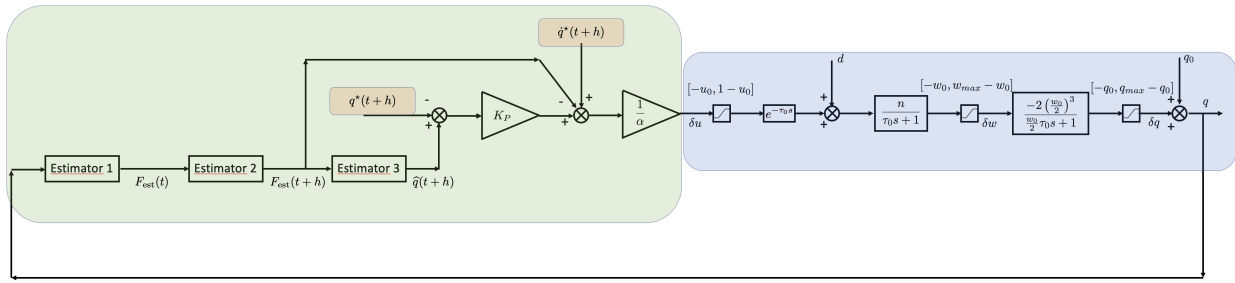 q̇*(t + h)
q*(t + h)
-
+
K_P
-
+
+
1/α
Estimator 1
F_est(t)
Estimator 2
F_est(t + h)
Estimator 3
q̂(t + h)
[-u_0, 1 - u_0]
δu
e^{-τ_0 s}
d
+
+
n/(τ_0 s + 1)
[-w_0, w_max - w_0]
δw
-2 (w_0/2)^3 / (w_0/2 τ_0 s + 1)
[-q_0, q_max - q_0]
δq
q_0
+
+
q